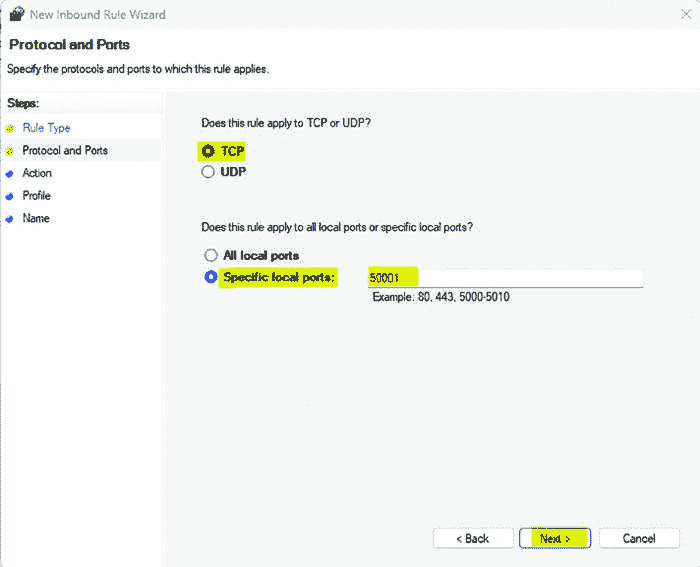 New Inbound Rule Wizard
Protocol and Ports
Specify the protocols and ports to which this rule applies.
Steps:
Rule Type
Protocol and Ports
Action
Profile
Name
Does this rule apply to TCP or UDP?
TCP
UDP
Does this rule apply to all local ports or specific local ports?
All local ports
Specific local ports:
50001
Example: 80, 443, 5000-5010
< Back
Next >
Cancel